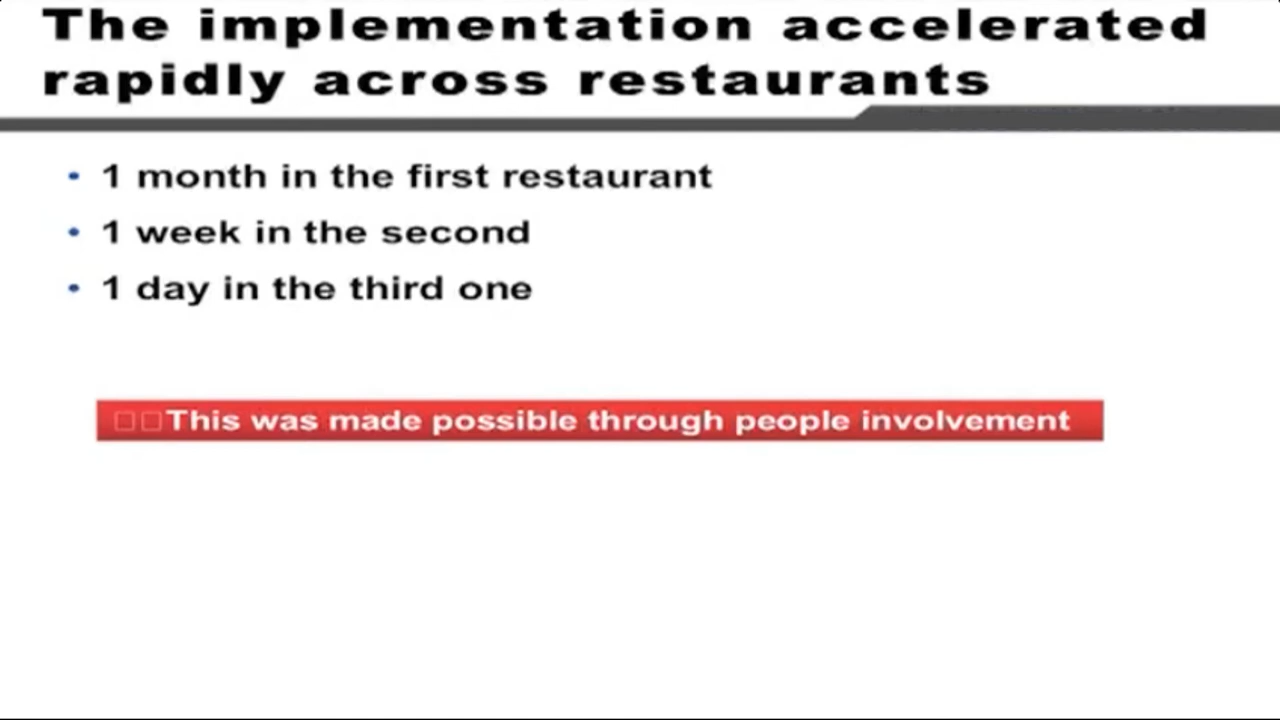 The implementation accelerated
rapidly across restaurants
• 1 month in the first restaurant
• 1 week in the second
• 1 day in the third one
□□This was made possible through people involvement